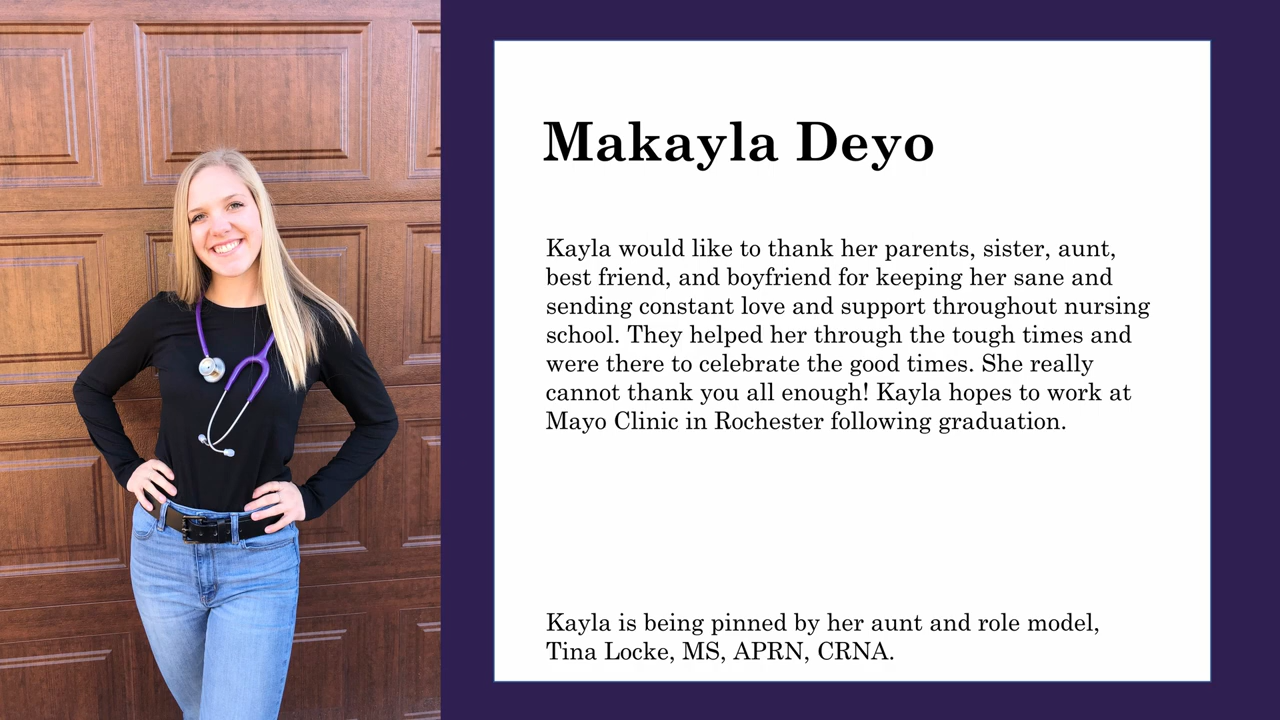 Makayla Deyo
Kayla would like to thank her parents, sister, aunt,
best friend, and boyfriend for keeping her sane and
sending constant love and support throughout nursing
school. They helped her through the tough times and
were there to celebrate the good times. She really
cannot thank you all enough! Kayla hopes to work at
Mayo Clinic in Rochester following graduation.
Kayla is being pinned by her aunt and role model,
Tina Locke, MS, APRN, CRNA.